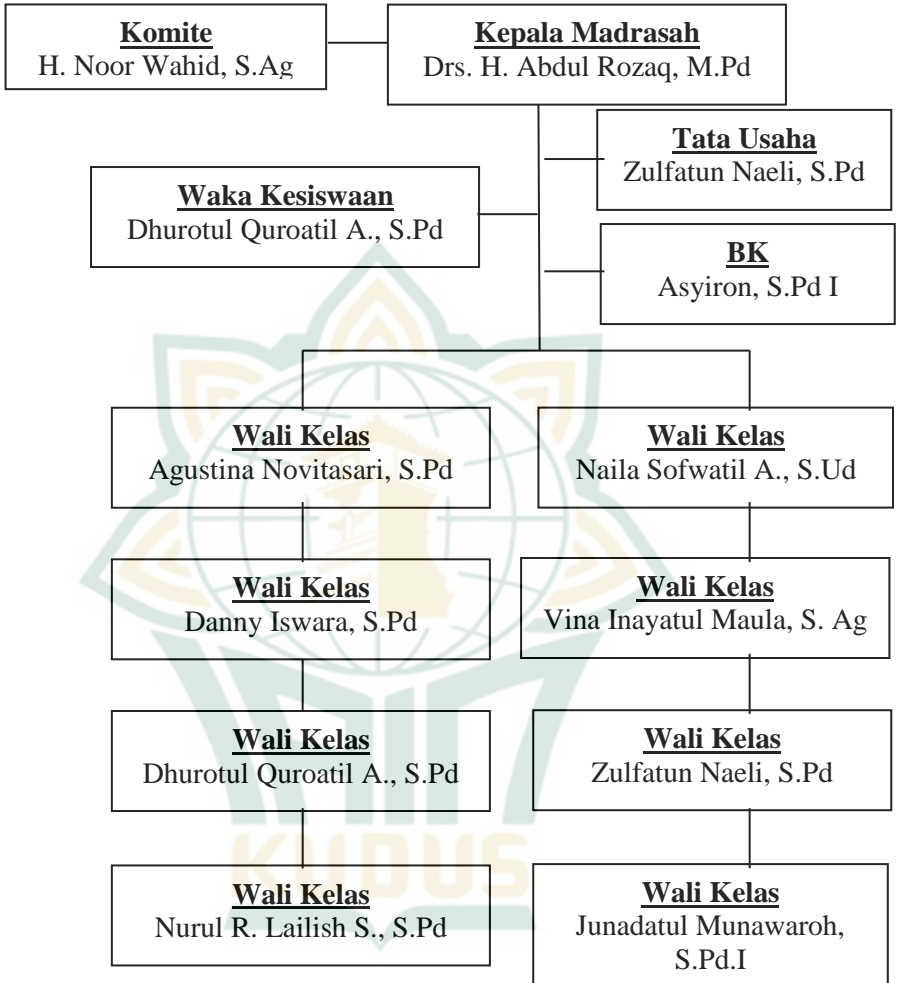 Komite
H. Noor Wahid, S.Ag
Kepala Madrasah
Drs. H. Abdul Rozaq, M.Pd
Tata Usaha
Zulfatun Naeli, S.Pd
Waka Kesiswaan
Dhurotul Quroatil A., S.Pd
BK
Asyiron, S.Pd I
Wali Kelas
Agustina Novitasari, S.Pd
Wali Kelas
Naila Sofwatil A., S.Ud
Wali Kelas
Danny Iswara, S.Pd
Wali Kelas
Vina Inayatul Maula, S. Ag
Wali Kelas
Dhurotul Quroatil A., S.Pd
Wali Kelas
Zulfatun Naeli, S.Pd
Wali Kelas
Nurul R. Lailish S., S.Pd
Wali Kelas
Junadatul Munawaroh,
S.Pd.I
KUDUS